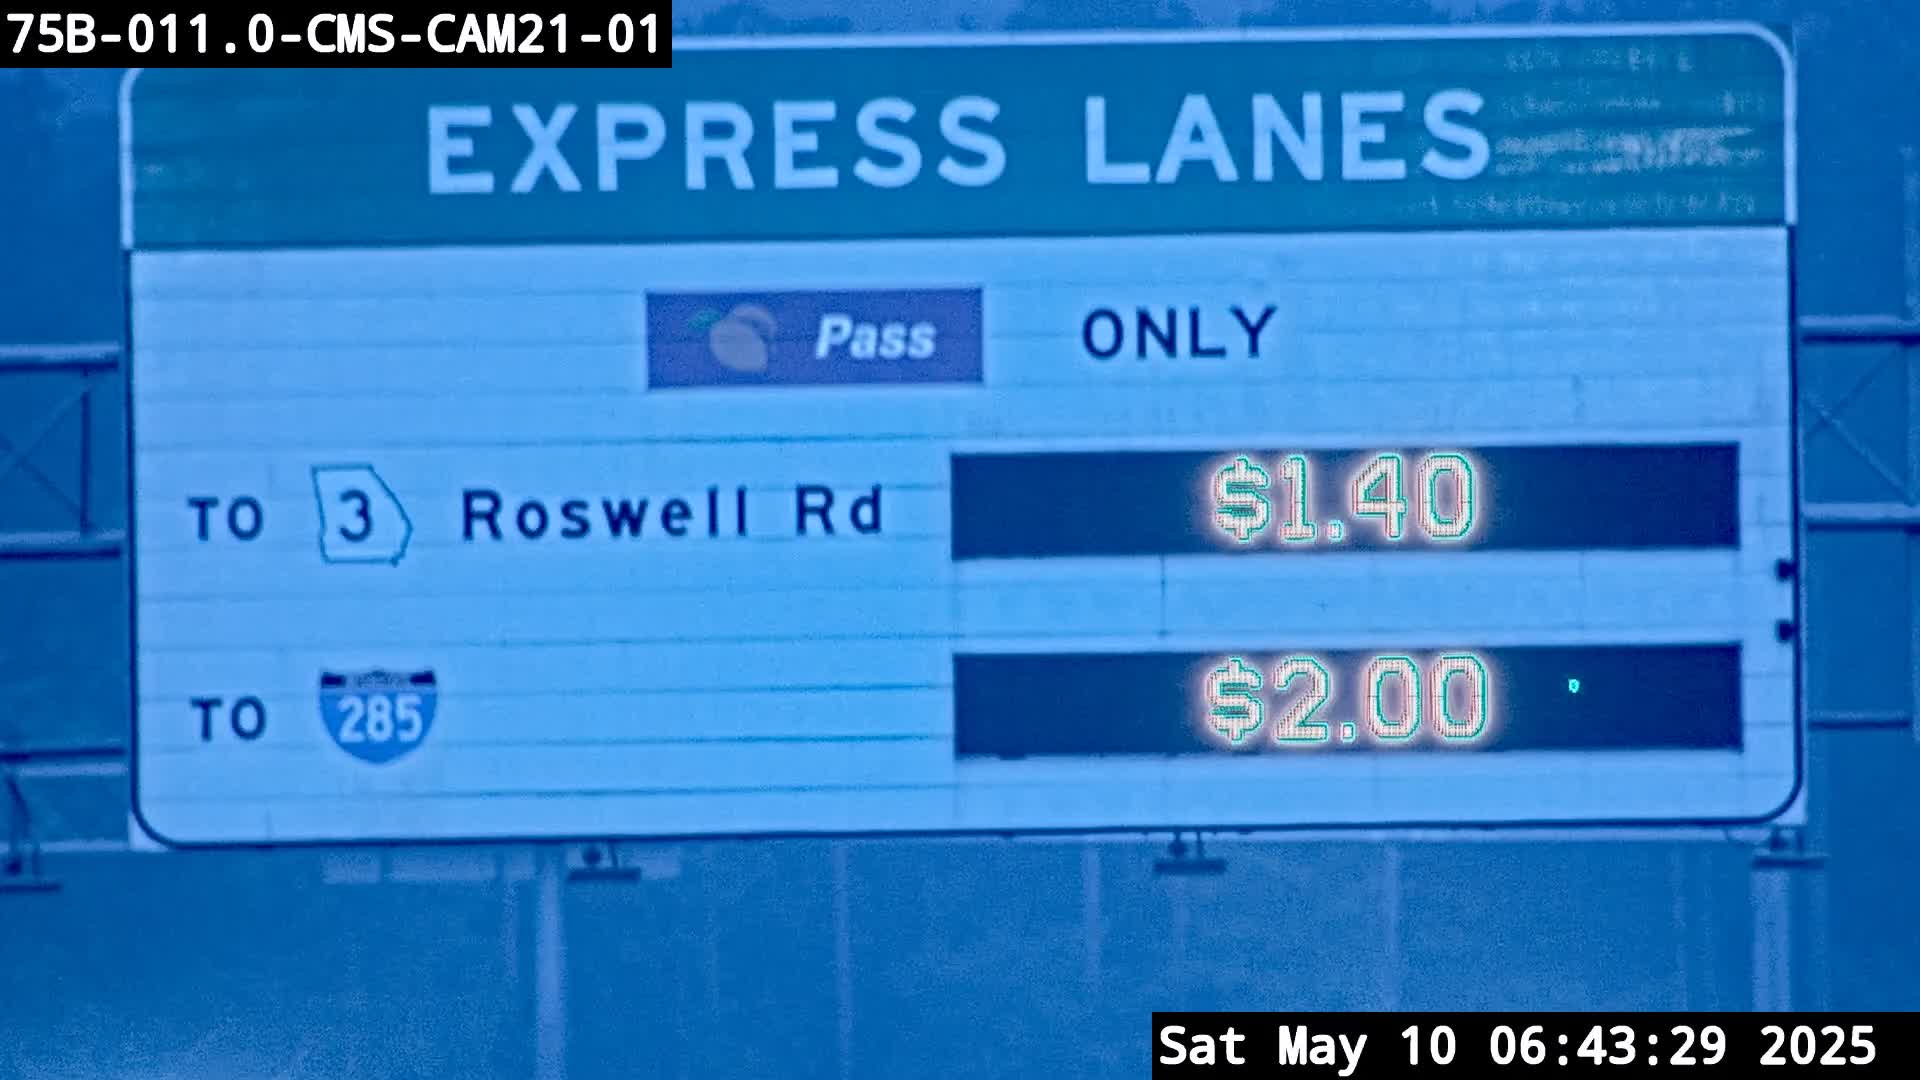 75B-011.0-CMS-CAM21-01
EXPRESS LANES
Pass ONLY
TO 3 Roswell Rd $1.40
TO 285 $2.00
Sat May 10 06:43:29 2025